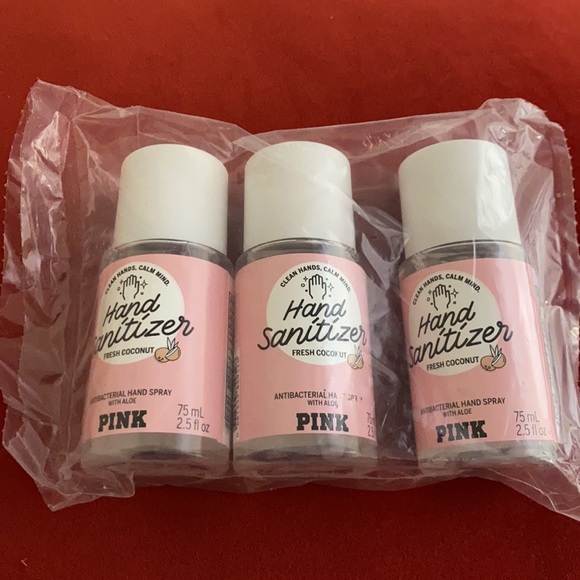 CLEAN HANDS, CALM MIND.
Hand
Sanitizer
FRESH COCONUT
ANTIBACTERIAL HAND SPRAY
WITH ALOE
PINK
75 mL
2.5 fl oz
CLEAN HANDS, CALM MIND.
Hand
Sanitizer
FRESH COCONUT
ANTIBACTERIAL
WITH ALOE
PINK
CLEAN HANDS, CALM MIND.
Hand
Sanitizer
FRESH COCONUT
ANTIBACTERIAL HAND SPRAY
WITH ALOE
PINK
75 mL
2.5 fl oz